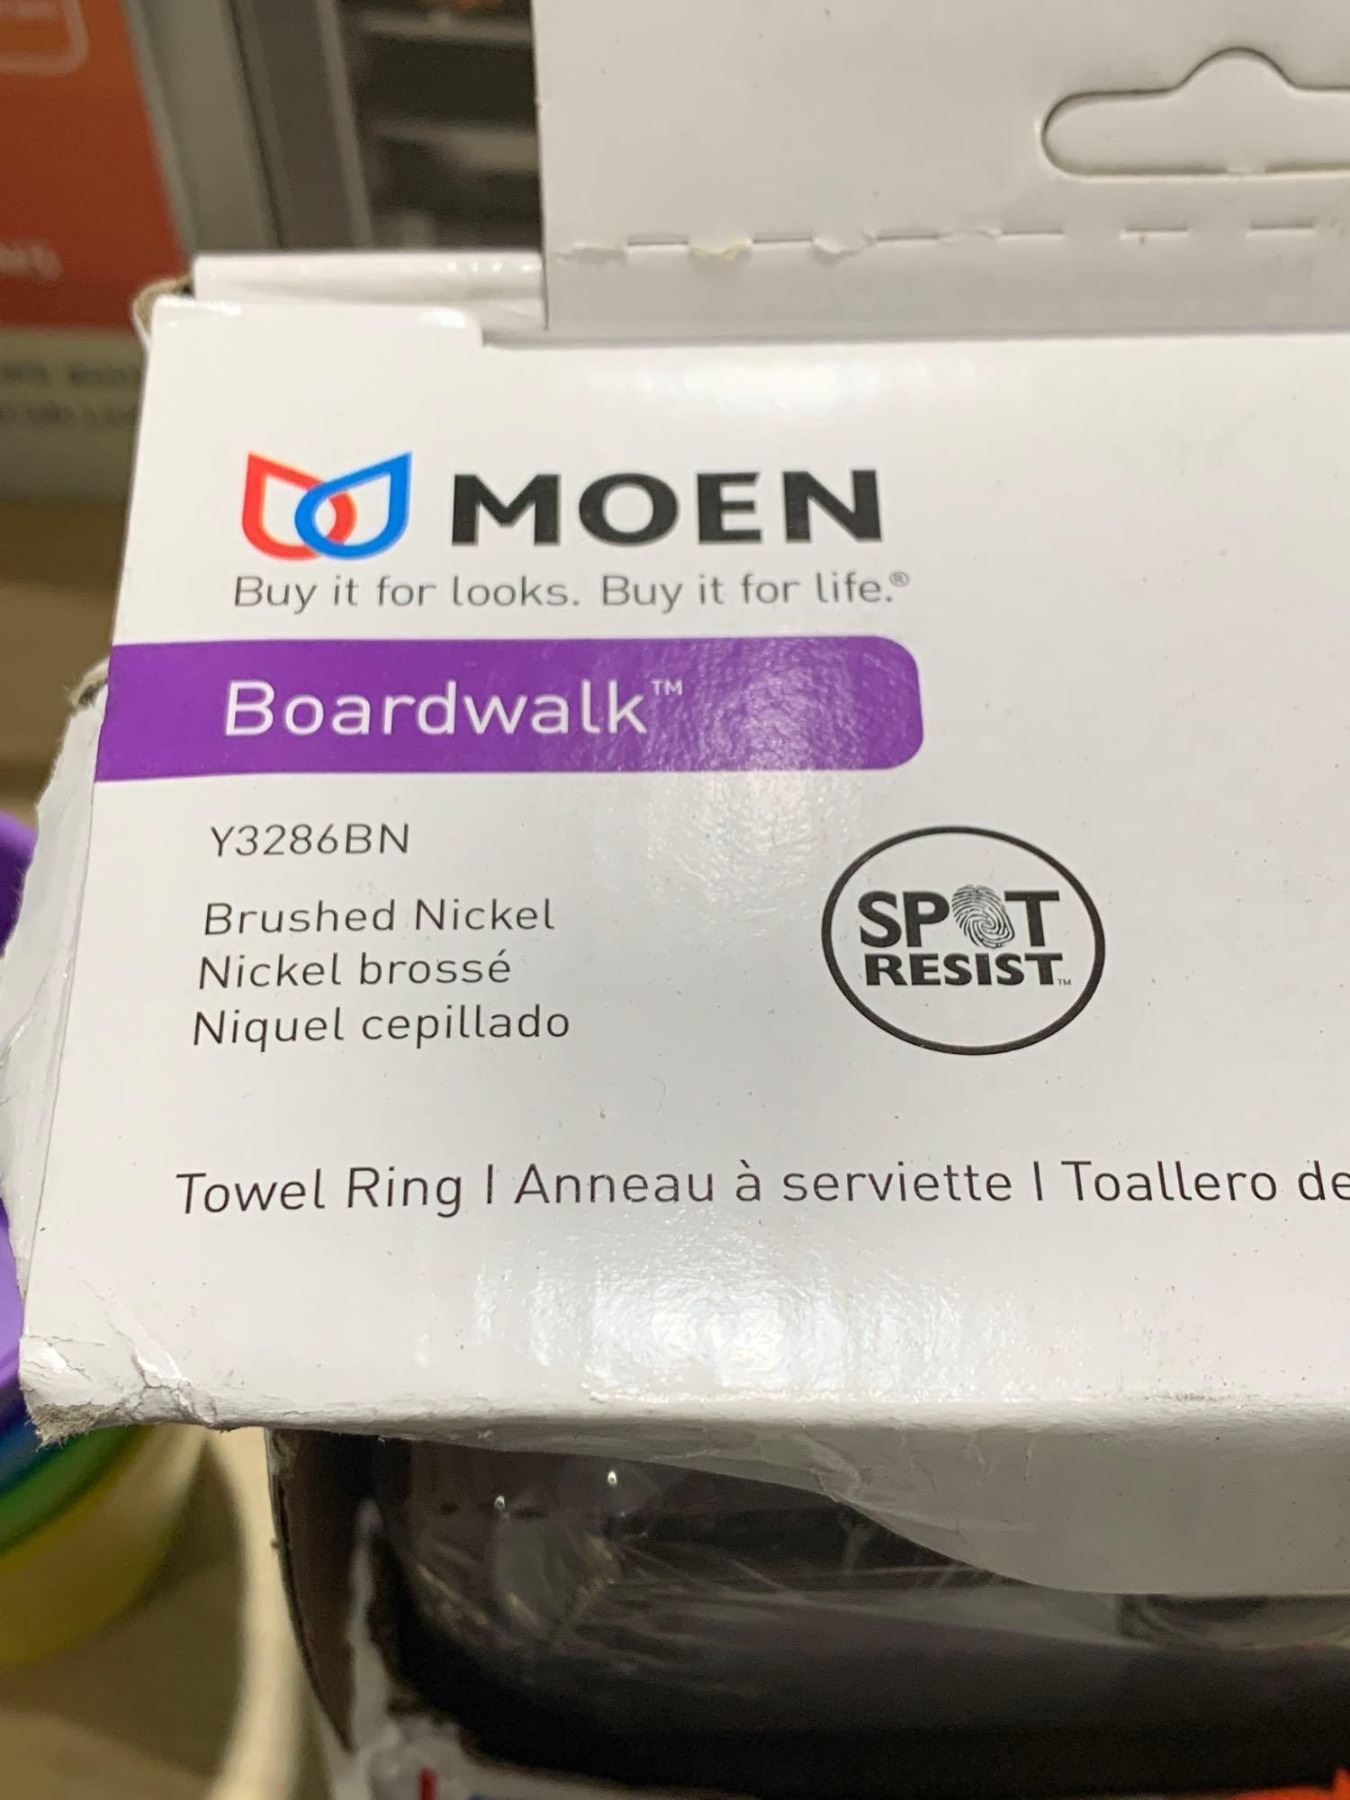 MOEN
Buy it for looks. Buy it for life.®
Boardwalk™
Y3286BN
Brushed Nickel
Nickel brossé
Niquel cepillado
SPOT
RESIST™
Towel Ring | Anneau à serviette | Toallero de